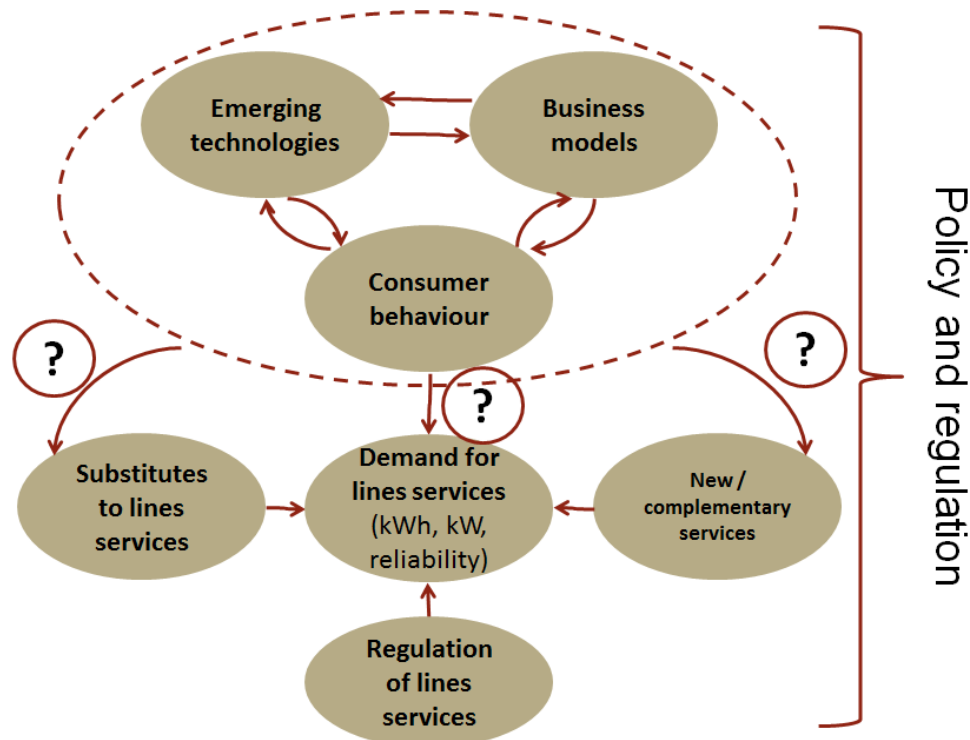 Emerging
technologies
Business
models
Consumer
behaviour
?
?
?
Substitutes
to lines
services
Demand for
lines services
(kWh, kW,
reliability)
New /
complementary
services
Regulation
of lines
services
Policy and regulation